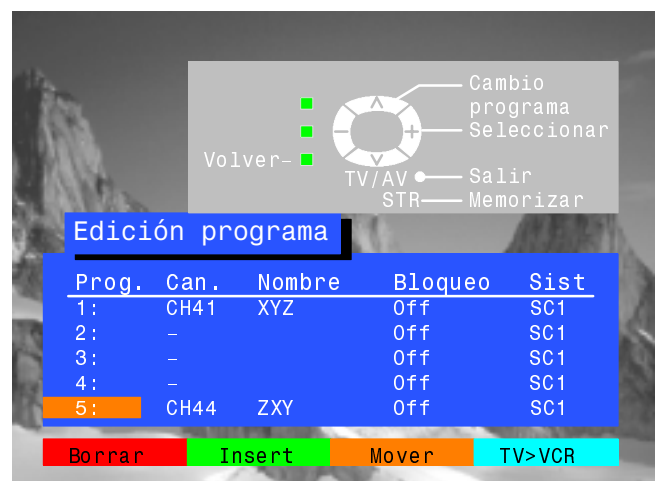 Cambio
programa
Seleccionar
Volver
TV/AV Salir
STR Memorizar
Edición programa
Prog. Can. Nombre Bloqueo Sist
1: CH41 XYZ Off SC1
2: – Off SC1
3: – Off SC1
4: – Off SC1
5: CH44 ZXY Off SC1
Borrar Insert Mover TV>VCR